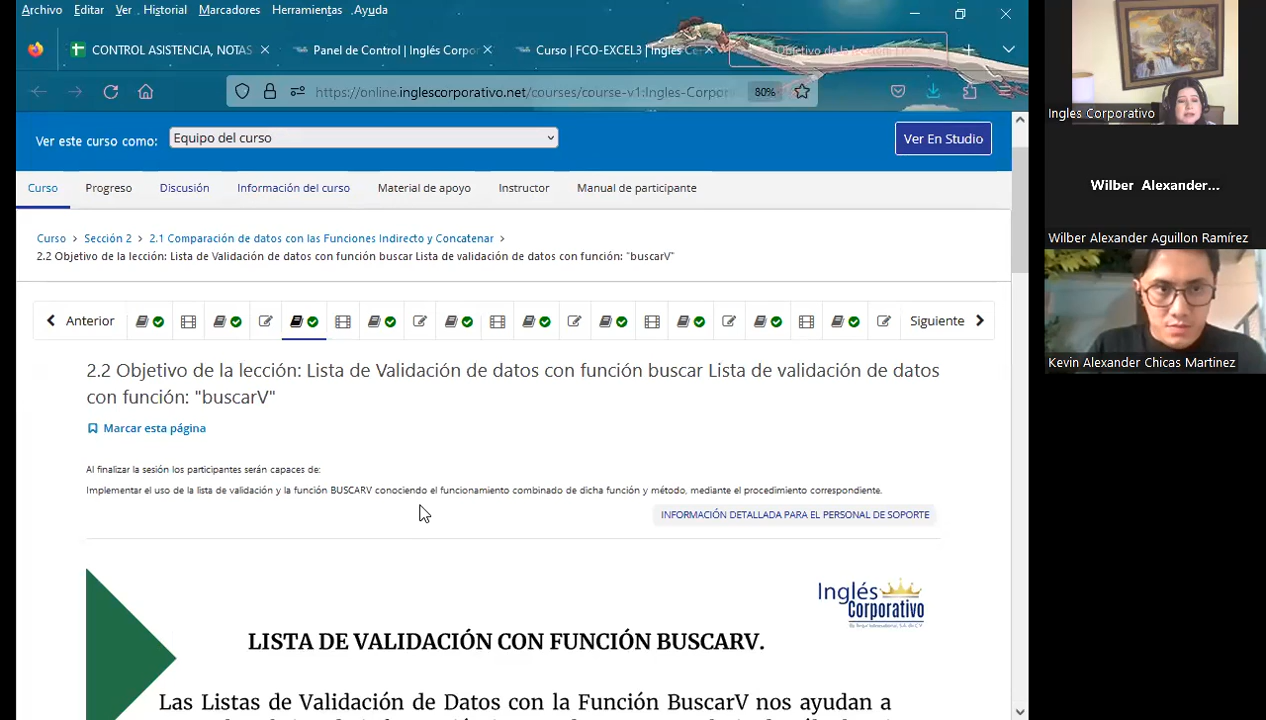 Archivo Editar Ver Historial Marcadores Herramientas Ayuda
CONTROL ASISTENCIA, NOTAS
Panel de Control | Inglés Corpor
Curso | FCO-EXCEL3 | Inglés Co
2 Objetivo de la lección: Lis
https://online.inglescorporativo.net/courses/course-v1:Ingles-Corpor
80%
Ver este curso como:
Equipo del curso
Ver En Studio
Curso Progreso Discusión Información del curso Material de apoyo Instructor Manual de participante
Curso > Sección 2 > 2.1 Comparación de datos con las Funciones Indirecto y Concatenar >
2.2 Objetivo de la lección: Lista de Validación de datos con función buscar Lista de validación de datos con función: "buscarV"
Anterior
Siguiente
2.2 Objetivo de la lección: Lista de Validación de datos con función buscar Lista de validación de datos
con función: "buscarV"
Marcar esta página
Al finalizar la sesión los participantes serán capaces de:
Implementar el uso de la lista de validación y la función BUSCARV conociendo el funcionamiento combinado de dicha función y método, mediante el procedimiento correspondiente.
INFORMACIÓN DETALLADA PARA EL PERSONAL DE SOPORTE
Inglés
Corporativo
LISTA DE VALIDACIÓN CON FUNCIÓN BUSCARV.
Las Listas de Validación de Datos con la Función BuscarV nos ayudan a
Ingles Corporativo
Wilber Alexander...
Wilber Alexander Aguillon Ramírez
Kevin Alexander Chicas Martinez